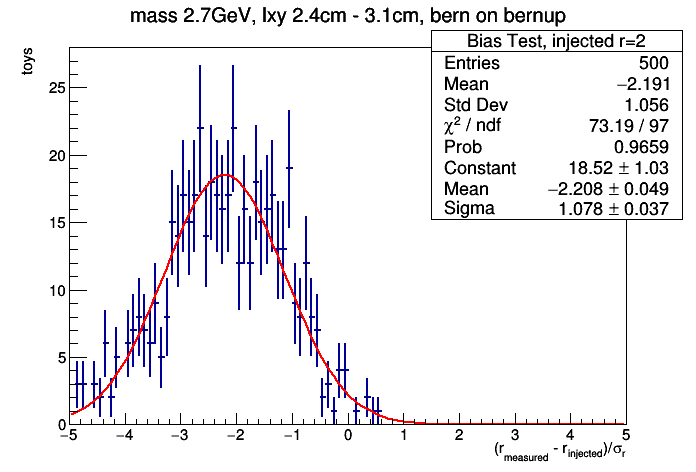 mass 2.7GeV, lxy 2.4cm - 3.1cm, bern on bernup
toys
Bias Test, injected r=2
Entries 500
Mean −2.191
Std Dev 1.056
χ² / ndf 73.19 / 97
Prob 0.9659
Constant 18.52 ± 1.03
Mean −2.208 ± 0.049
Sigma 1.078 ± 0.037
25
20
15
10
5
0
−5 −4 −3 −2 −1 0 1 2 3 4 5
(r_measured - r_injected)/σ_r